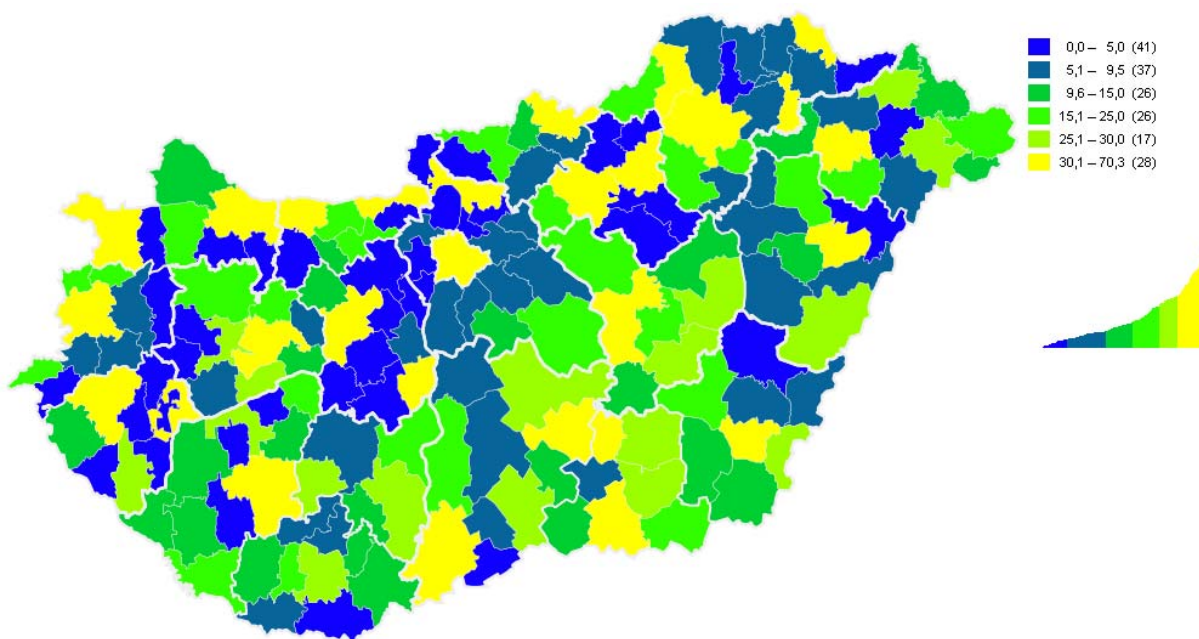 0,0 – 5,0 (41)
5,1 – 9,5 (37)
9,6 – 15,0 (26)
15,1 – 25,0 (26)
25,1 – 30,0 (17)
30,1 – 70,3 (28)